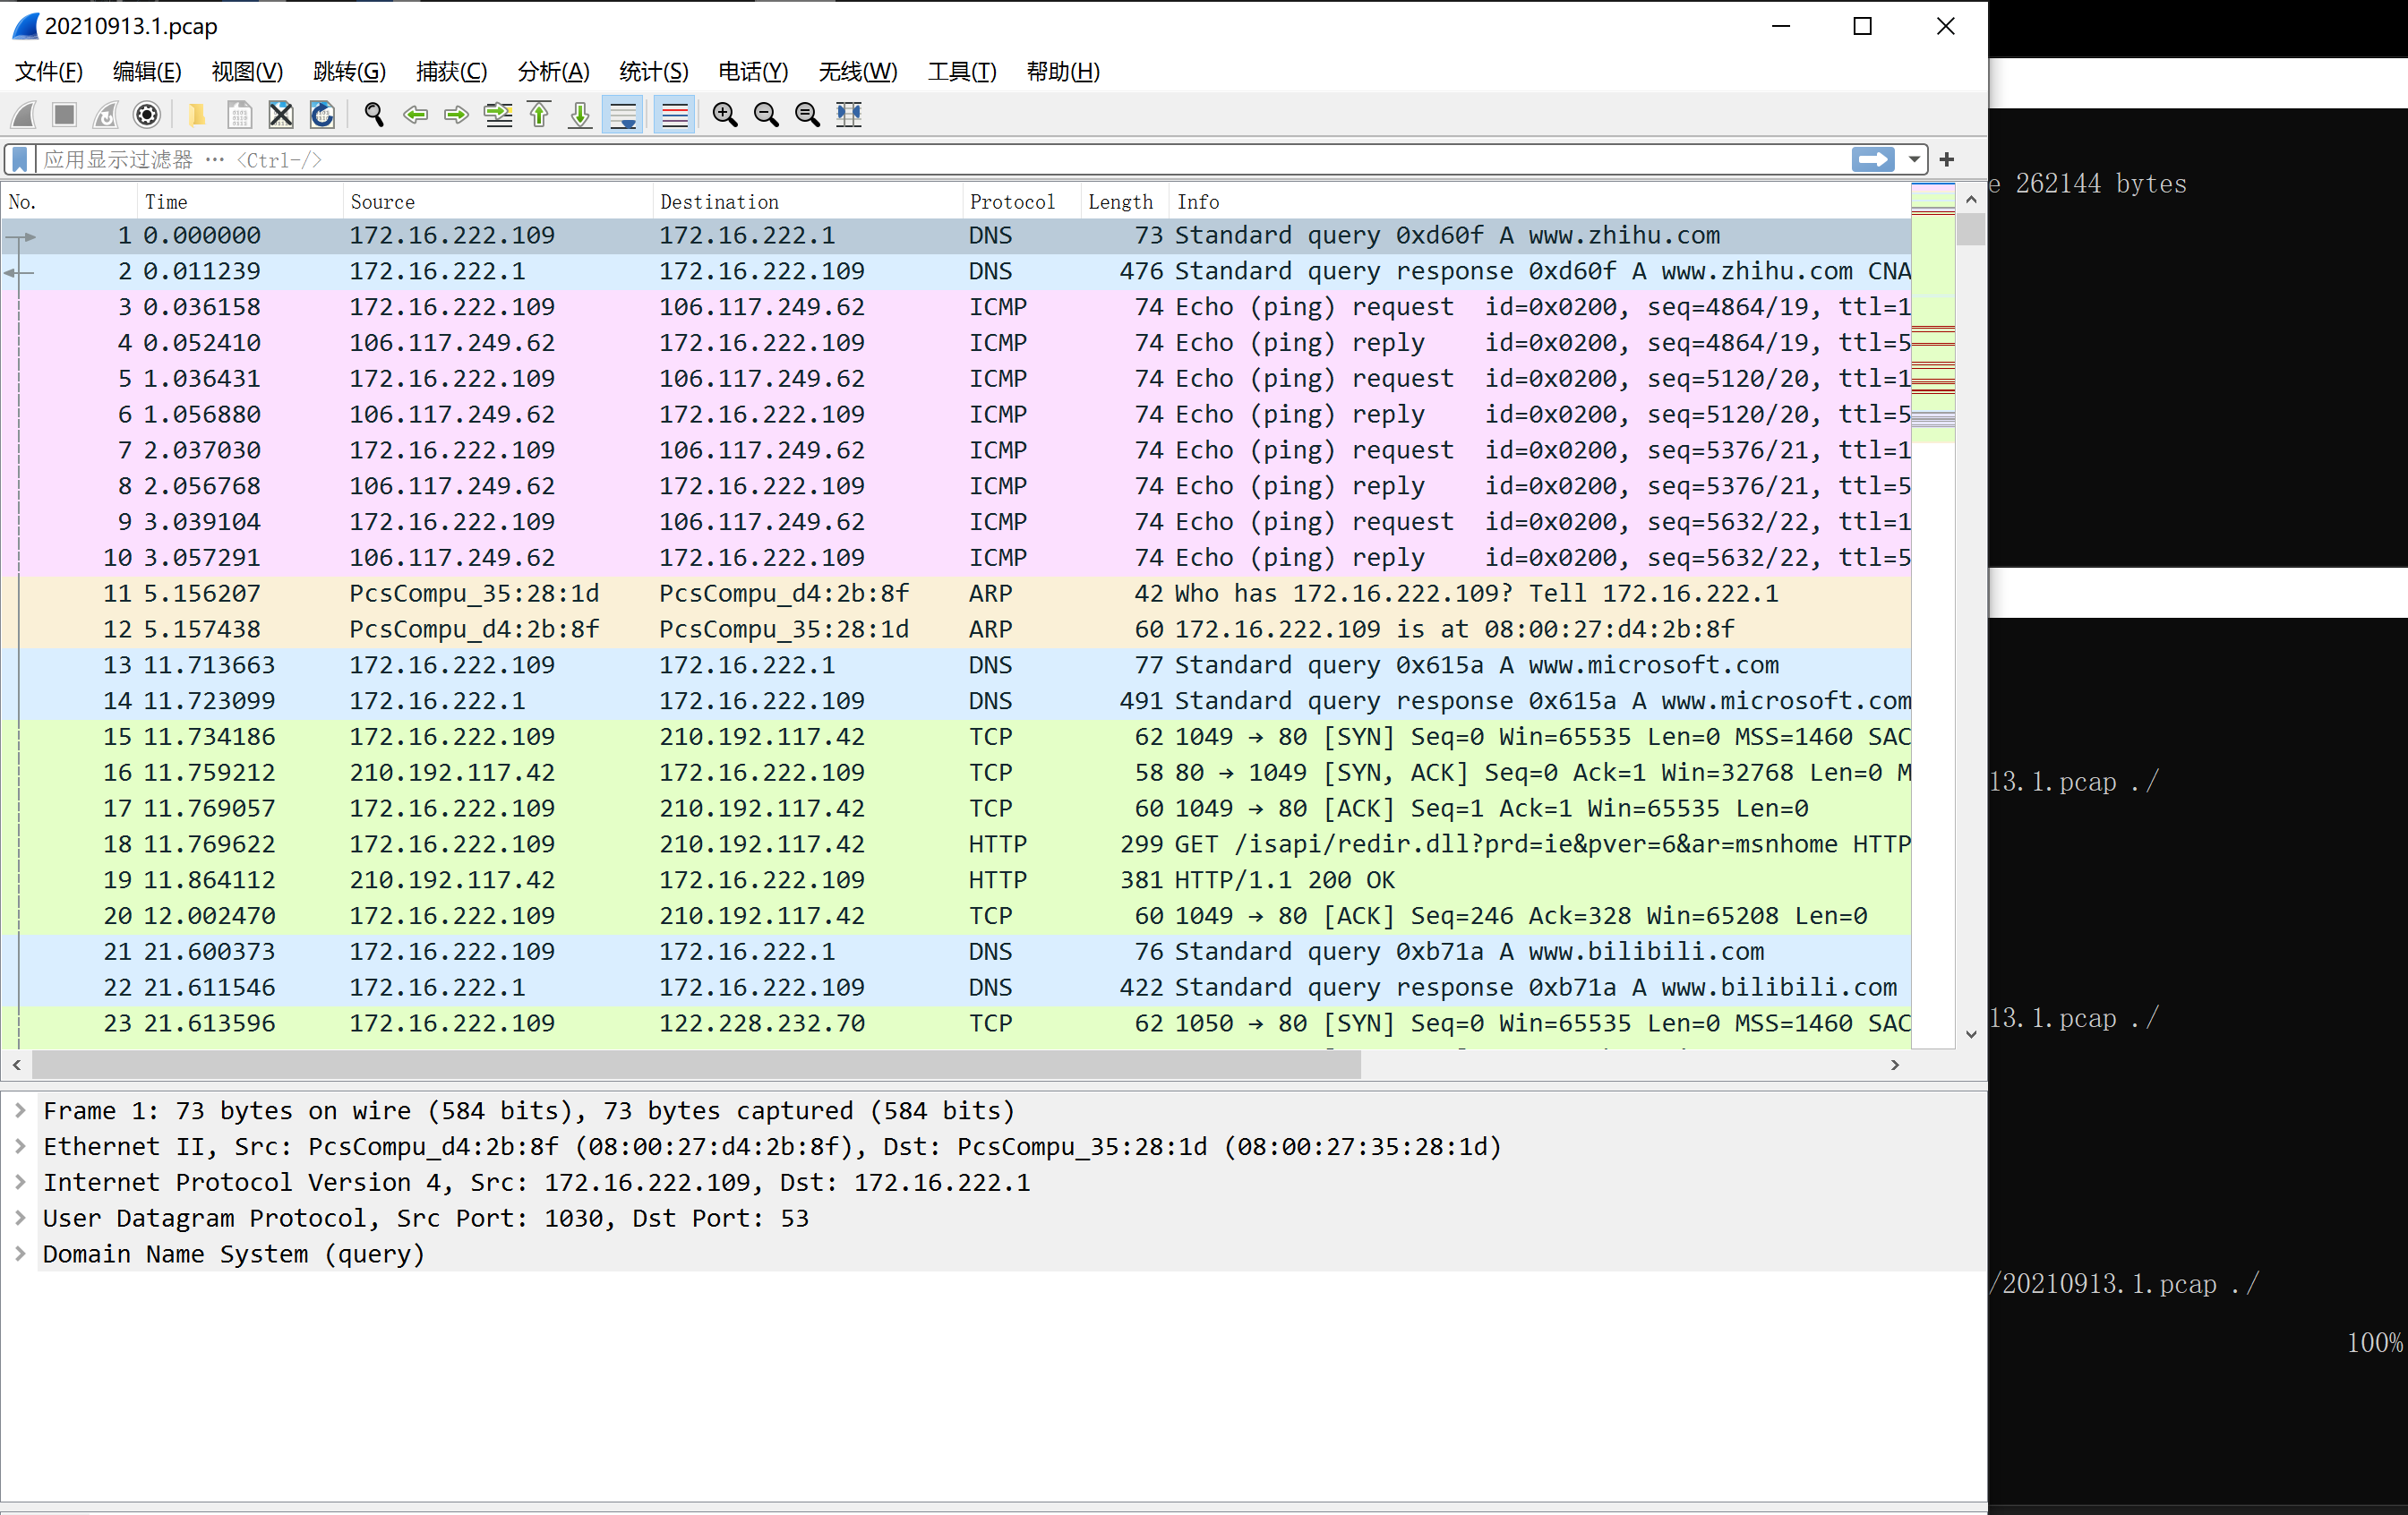 20210913.1.pcap
文件(F) 编辑(E) 视图(V) 跳转(G) 捕获(C) 分析(A) 统计(S) 电话(Y) 无线(W) 工具(T) 帮助(H)
应用显示过滤器 … <Ctrl-/>
No. Time Source Destination Protocol Length Info
1 0.000000 172.16.222.109 172.16.222.1 DNS 73 Standard query 0xd60f A www.zhihu.com
2 0.011239 172.16.222.1 172.16.222.109 DNS 476 Standard query response 0xd60f A www.zhihu.com CNA
3 0.036158 172.16.222.109 106.117.249.62 ICMP 74 Echo (ping) request id=0x0200, seq=4864/19, ttl=1
4 0.052410 106.117.249.62 172.16.222.109 ICMP 74 Echo (ping) reply id=0x0200, seq=4864/19, ttl=5
5 1.036431 172.16.222.109 106.117.249.62 ICMP 74 Echo (ping) request id=0x0200, seq=5120/20, ttl=1
6 1.056880 106.117.249.62 172.16.222.109 ICMP 74 Echo (ping) reply id=0x0200, seq=5120/20, ttl=5
7 2.037030 172.16.222.109 106.117.249.62 ICMP 74 Echo (ping) request id=0x0200, seq=5376/21, ttl=1
8 2.056768 106.117.249.62 172.16.222.109 ICMP 74 Echo (ping) reply id=0x0200, seq=5376/21, ttl=5
9 3.039104 172.16.222.109 106.117.249.62 ICMP 74 Echo (ping) request id=0x0200, seq=5632/22, ttl=1
10 3.057291 106.117.249.62 172.16.222.109 ICMP 74 Echo (ping) reply id=0x0200, seq=5632/22, ttl=5
11 5.156207 PcsCompu_35:28:1d PcsCompu_d4:2b:8f ARP 42 Who has 172.16.222.109? Tell 172.16.222.1
12 5.157438 PcsCompu_d4:2b:8f PcsCompu_35:28:1d ARP 60 172.16.222.109 is at 08:00:27:d4:2b:8f
13 11.713663 172.16.222.109 172.16.222.1 DNS 77 Standard query 0x615a A www.microsoft.com
14 11.723099 172.16.222.1 172.16.222.109 DNS 491 Standard query response 0x615a A www.microsoft.com
15 11.734186 172.16.222.109 210.192.117.42 TCP 62 1049 → 80 [SYN] Seq=0 Win=65535 Len=0 MSS=1460 SAC
16 11.759212 210.192.117.42 172.16.222.109 TCP 58 80 → 1049 [SYN, ACK] Seq=0 Ack=1 Win=32768 Len=0 M
17 11.769057 172.16.222.109 210.192.117.42 TCP 60 1049 → 80 [ACK] Seq=1 Ack=1 Win=65535 Len=0
18 11.769622 172.16.222.109 210.192.117.42 HTTP 299 GET /isapi/redir.dll?prd=ie&pver=6&ar=msnhome HTTP
19 11.864112 210.192.117.42 172.16.222.109 HTTP 381 HTTP/1.1 200 OK
20 12.002470 172.16.222.109 210.192.117.42 TCP 60 1049 → 80 [ACK] Seq=246 Ack=328 Win=65208 Len=0
21 21.600373 172.16.222.109 172.16.222.1 DNS 76 Standard query 0xb71a A www.bilibili.com
22 21.611546 172.16.222.1 172.16.222.109 DNS 422 Standard query response 0xb71a A www.bilibili.com
23 21.613596 172.16.222.109 122.228.232.70 TCP 62 1050 → 80 [SYN] Seq=0 Win=65535 Len=0 MSS=1460 SAC
Frame 1: 73 bytes on wire (584 bits), 73 bytes captured (584 bits)
Ethernet II, Src: PcsCompu_d4:2b:8f (08:00:27:d4:2b:8f), Dst: PcsCompu_35:28:1d (08:00:27:35:28:1d)
Internet Protocol Version 4, Src: 172.16.222.109, Dst: 172.16.222.1
User Datagram Protocol, Src Port: 1030, Dst Port: 53
Domain Name System (query)
e 262144 bytes
13.1.pcap ./
13.1.pcap ./
/20210913.1.pcap ./
100%